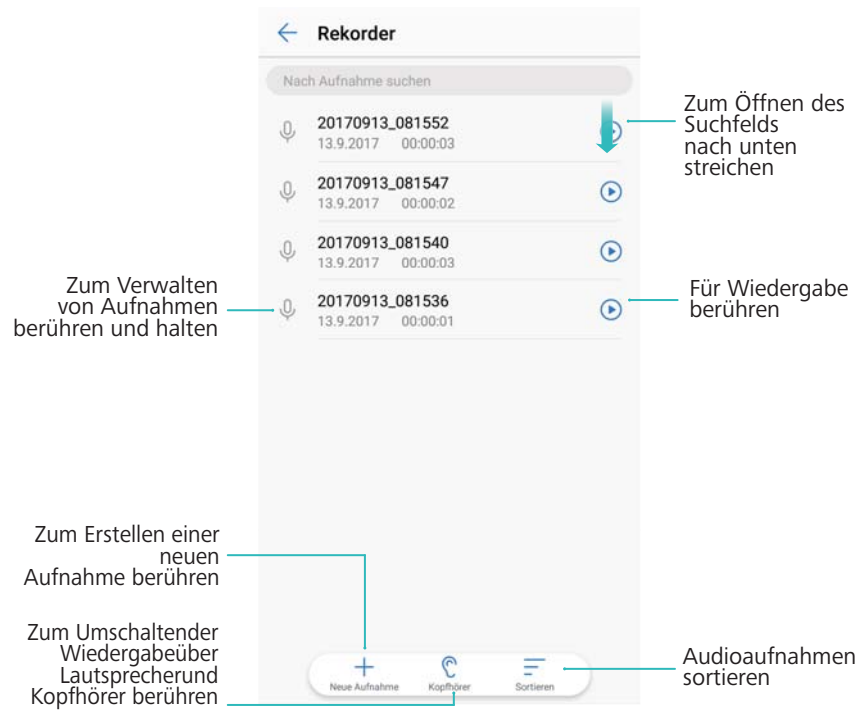 Rekorder
Nach Aufnahme suchen
20170913_081552
13.9.2017 00:00:03
Zum Öffnen des
Suchfelds
nach unten
streichen
20170913_081547
13.9.2017 00:00:02
20170913_081540
13.9.2017 00:00:03
Zum Verwalten
von Aufnahmen
berühren und halten
20170913_081536
13.9.2017 00:00:01
Für Wiedergabe
berühren
Zum Erstellen einer
neuen
Aufnahme berühren
Zum Umschaltender
Wiedergabeüber
Lautsprecherund
Kopfhörer berühren
Neue Aufnahme
Kopfhörer
Sortieren
Audioaufnahmen
sortieren